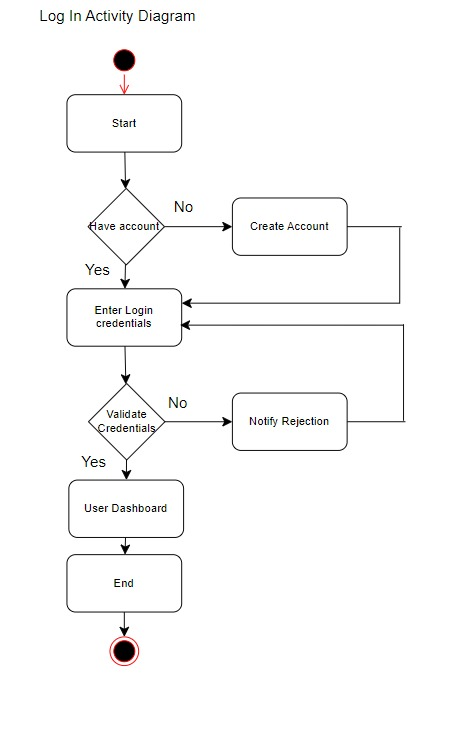 Log In Activity Diagram
Start
Have account
No
Create Account
Yes
Enter Login
credentials
Validate
Credentials
No
Notify Rejection
Yes
User Dashboard
End